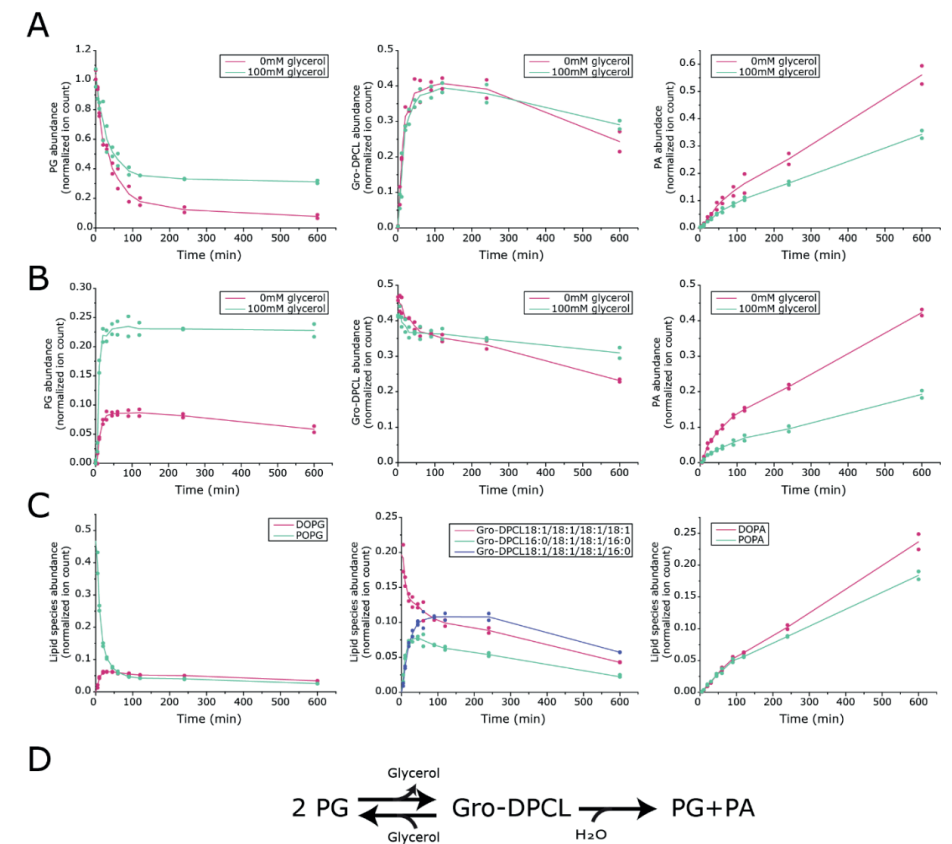 A
PG abundance
(normalized ion count)
1.2
1.0
0.8
0.6
0.4
0.2
0.0
0 100 200 300 400 500 600
Time (min)
0mM glycerol
100mM glycerol
Gro-DPCL abundance
(normalized ion count)
0.5
0.4
0.3
0.2
0.1
0.0
0 100 200 300 400 500 600
Time (min)
0mM glycerol
100mM glycerol
PA abundance
(normalized ion count)
0.6
0.5
0.4
0.3
0.2
0.1
0.0
0 100 200 300 400 500 600
Time (min)
0mM glycerol
100mM glycerol
B
PG abundance
(normalized ion count)
0.30
0.25
0.20
0.15
0.10
0.05
0.00
0 100 200 300 400 500 600
Time (min)
0mM glycerol
100mM glycerol
Gro-DPCL abundance
(normalized ion count)
0.5
0.4
0.3
0.2
0.1
0.0
0 100 200 300 400 500 600
Time (min)
0mM glycerol
100mM glycerol
PA abundance
(normalized ion count)
0.5
0.4
0.3
0.2
0.1
0.0
0 100 200 300 400 500 600
Time (min)
0mM glycerol
100mM glycerol
C
Lipid species abundance
(normalized ion count)
0.5
0.4
0.3
0.2
0.1
0.0
0 100 200 300 400 500 600
Time (min)
DOPG
POPG
Lipid species abundance
(normalized ion count)
0.25
0.20
0.15
0.10
0.05
0.00
0 100 200 300 400 500 600
Time (min)
Gro-DPCL18:1/18:1/18:1/18:1
Gro-DPCL16:0/18:1/18:1/16:0
Gro-DPCL18:1/18:1/18:1/16:0
Lipid species abundance
(normalized ion count)
0.25
0.20
0.15
0.10
0.05
0.00
0 100 200 300 400 500 600
Time (min)
DOPA
POPA
D
Glycerol
2 PG Gro-DPCL PG+PA
Glycerol H₂O